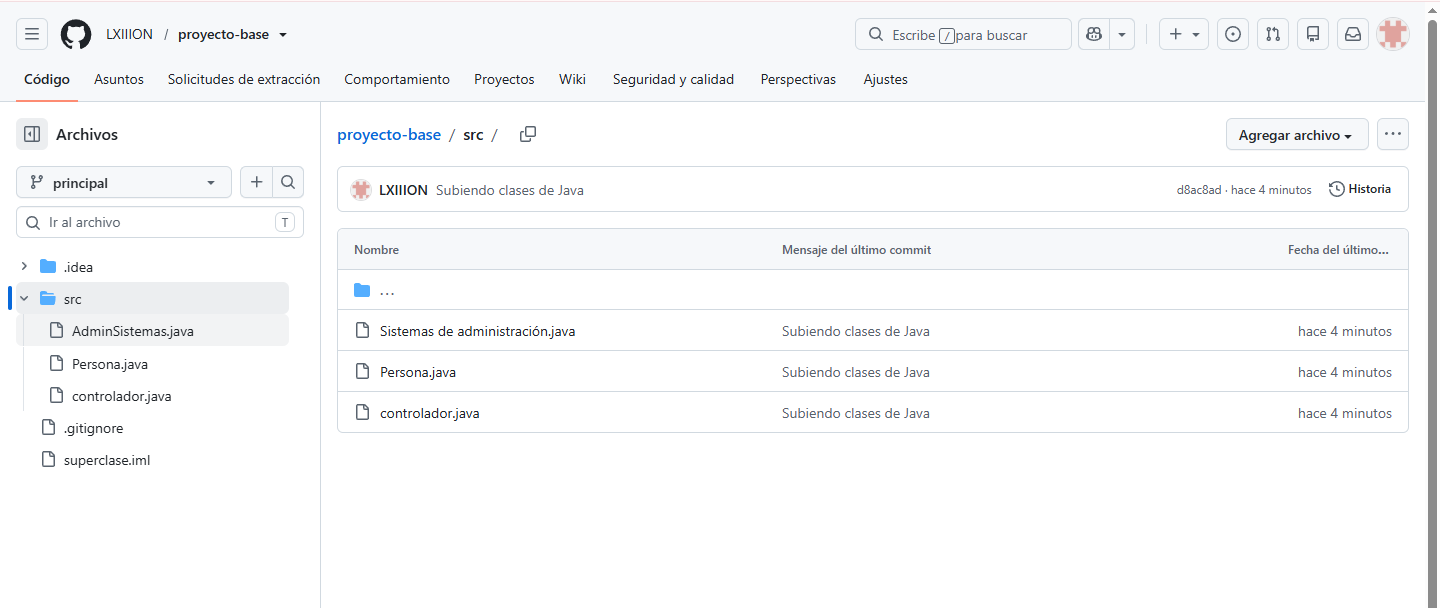 LXIIION / proyecto-base
Escribe / para buscar
Código Asuntos Solicitudes de extracción Comportamiento Proyectos Wiki Seguridad y calidad Perspectivas Ajustes
Archivos
principal
Ir al archivo T
.idea
src
AdminSistemas.java
Persona.java
controlador.java
.gitignore
superclase.iml
proyecto-base / src /
Agregar archivo
LXIIION Subiendo clases de Java d8ac8ad · hace 4 minutos Historia
Nombre Mensaje del último commit Fecha del último...
...
Sistemas de administración.java Subiendo clases de Java hace 4 minutos
Persona.java Subiendo clases de Java hace 4 minutos
controlador.java Subiendo clases de Java hace 4 minutos